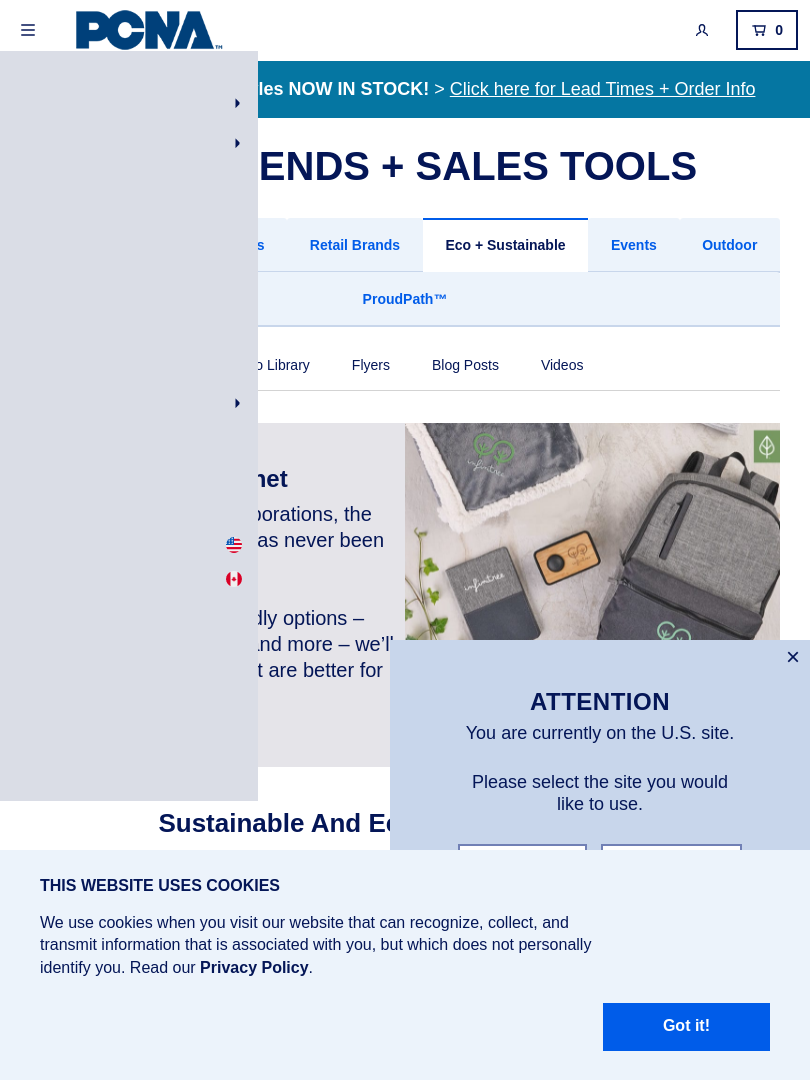 PCNA™
0
les NOW IN STOCK! > Click here for Lead Times + Order Info
ENDS + SALES TOOLS
s
Retail Brands
Eco + Sustainable
Events
Outdoor
ProudPath™
o Library
Flyers
Blog Posts
Videos
net
porations, the
as never been
dly options –
and more – we'll
t are better for
infinitree
infinitree
ATTENTION
You are currently on the U.S. site.
Please select the site you would
like to use.
Sustainable And Ec
THIS WEBSITE USES COOKIES
We use cookies when you visit our website that can recognize, collect, and
transmit information that is associated with you, but which does not personally
identify you. Read our Privacy Policy.
Got it!